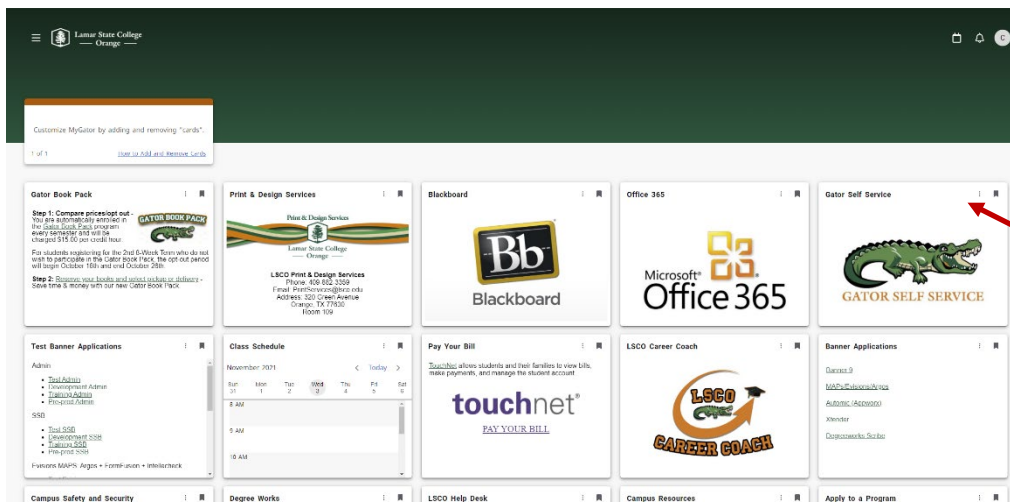 Lamar State College
Orange
C
Customize MyGator by adding and removing "cards".
1 of 1
How to Add and Remove Cards
Gator Book Pack
Step 1: Compare prices/opt out -
You are automatically enrolled in
the Gator Book Pack program
every semester and will be
charged $15.00 per credit hour.
GATOR BOOK PACK
For students registering for the 2nd 8-Week Term who do not
wish to participate in the Gator Book Pack, the opt out period
will begin October 18th and end October 28th.
Step 2: Reserve your books and select pickup or delivery -
Save time & money with our new Gator Book Pack.
Print & Design Services
Print & Design Services
Lamar State College
Orange
LSCO Print & Design Services
Phone: 409 882 3359
Email: PrintServices@lsco.edu
Address: 320 Green Avenue
Orange, TX 77630
Room 109
Blackboard
Bb
Blackboard
Office 365
Microsoft®
Office 365
Gator Self Service
GATOR SELF SERVICE
Test Banner Applications
Admin
Test Admin
Development Admin
Training Admin
Pre-prod Admin
SSB
Test SSB
Development SSB
Training SSB
Pre-prod SSB
Evisions MAPS, Argos + FormFusion + Intellecheck
Class Schedule
November 2021
Today
Sun Mon Tue Wed Thu Fri Sat
31 1 2 3 4 5 6
8 AM
9 AM
10 AM
Pay Your Bill
TouchNet allows students and their families to view bills,
make payments, and manage the student account.
touchnet®
PAY YOUR BILL
LSCO Career Coach
LSCO
CAREER COACH
Banner Applications
Banner 9
MAPs/Evisions/Argos
Automic (Appworx)
Xtender
Degreeworks Scribe
Campus Safety and Security
Degree Works
LSCO Help Desk
Campus Resources
Apply to a Program